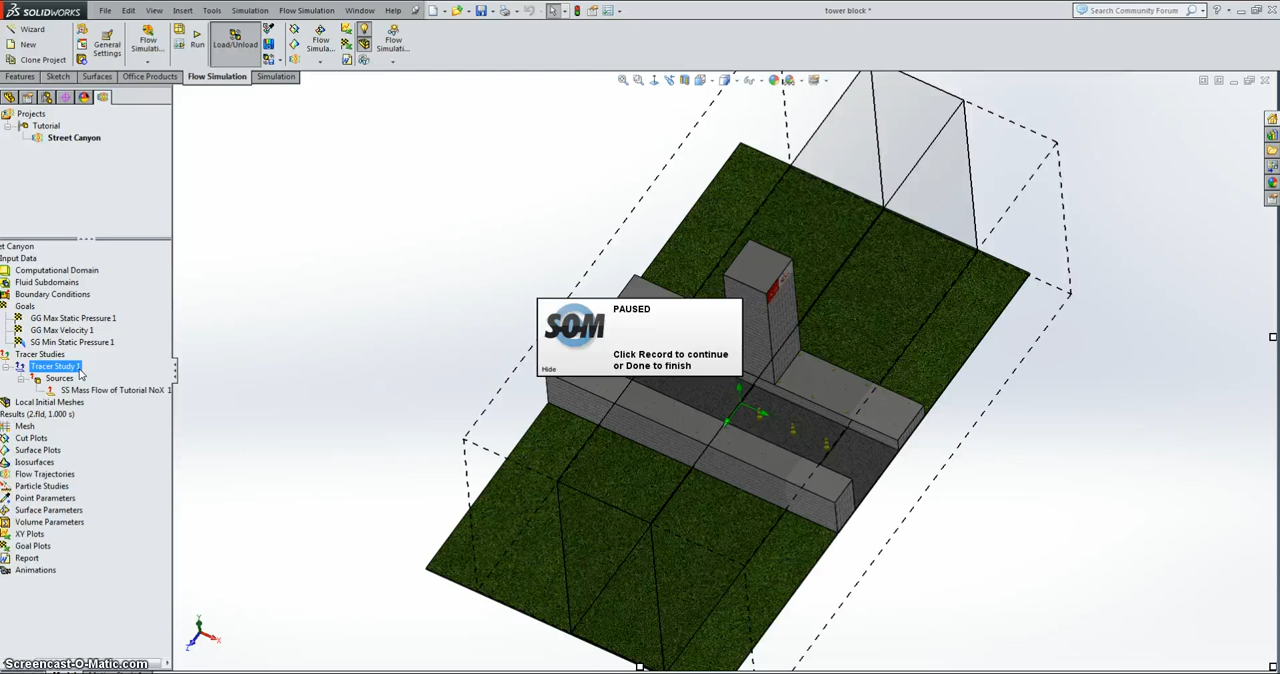 SOLIDWORKS
File Edit View Insert Tools Simulation Flow Simulation Window Help
tower block *
Search Community Forum
Wizard
New
Clone Project
General Settings
Flow Simulati...
Run
Load/Unload
Flow Simula...
Flow Simulati...
Features Sketch Surfaces Office Products Flow Simulation Simulation
Projects
Tutorial
Street Canyon
et Canyon
Input Data
Computational Domain
Fluid Subdomains
Boundary Conditions
Goals
GG Max Static Pressure 1
GG Max Velocity 1
SG Min Static Pressure 1
Tracer Studies
Tracer Study 1
Sources
SS Mass Flow of Tutorial NoX 1
Local Initial Meshes
Results (2.fld, 1.000 s)
Mesh
Cut Plots
Surface Plots
Isosurfaces
Flow Trajectories
Particle Studies
Point Parameters
Surface Parameters
Volume Parameters
XY Plots
Goal Plots
Report
Animations
SOM
PAUSED
Click Record to continue
or Done to finish
Hide
Y
X
Z
Screencast-O-Matic.com